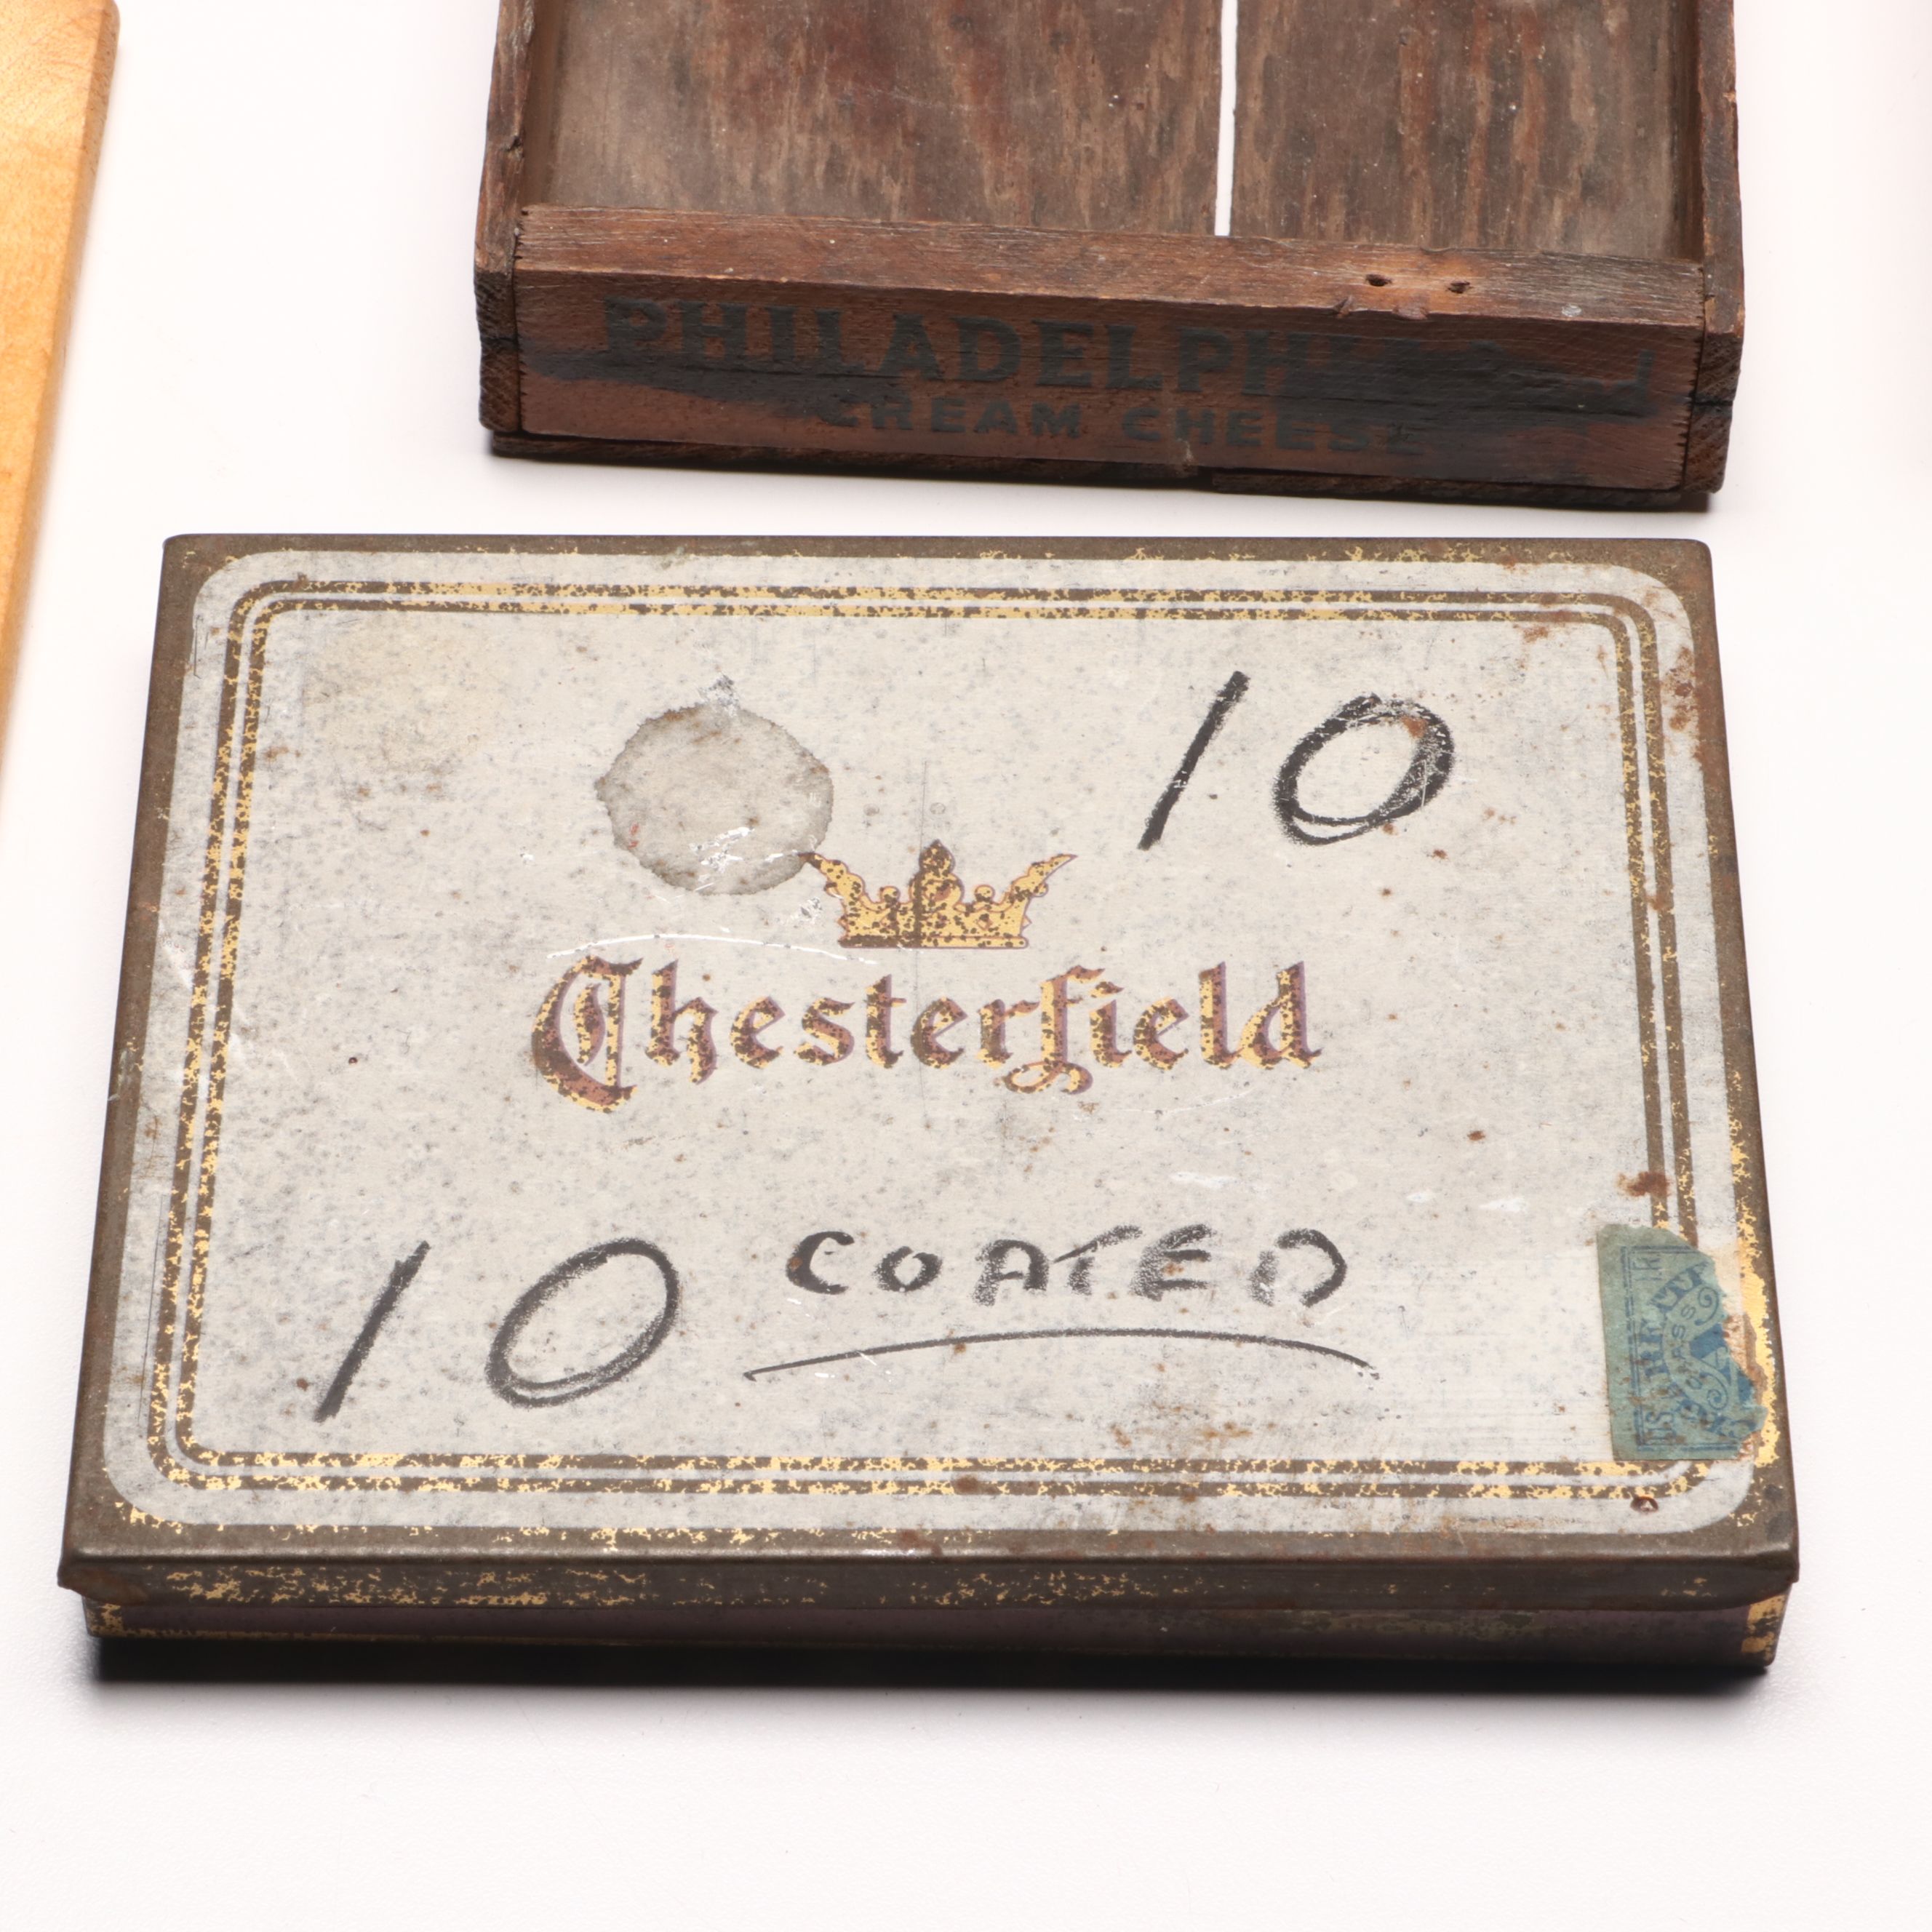 PHILADELPHIA
CREAM CHEESE
10
Chesterfield
10 COATED